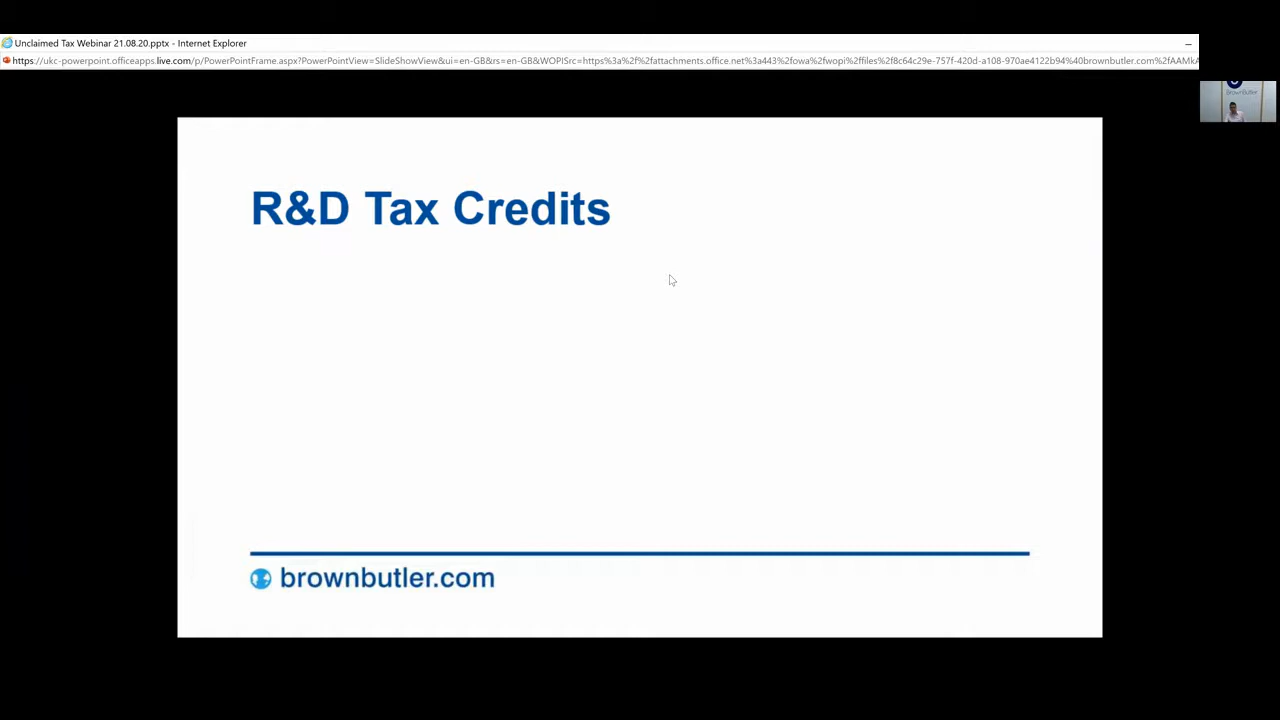 Unclaimed Tax Webinar 21.08.20.pptx - Internet Explorer
https://ukc-powerpoint.officeapps.live.com/p/PowerPointFrame.aspx?PowerPointView=SlideShowView&ui=en-GB&rs=en-GB&WOPISrc=https%3a%2f%2fattachments.office.net%3a443%2fowa%2fwopi%2ffiles%2f8c64c29e-757f-420d-a108-970ae4122b94%40brownbutler.com%2fAAMkA
BrownButler
R&D Tax Credits
brownbutler.com